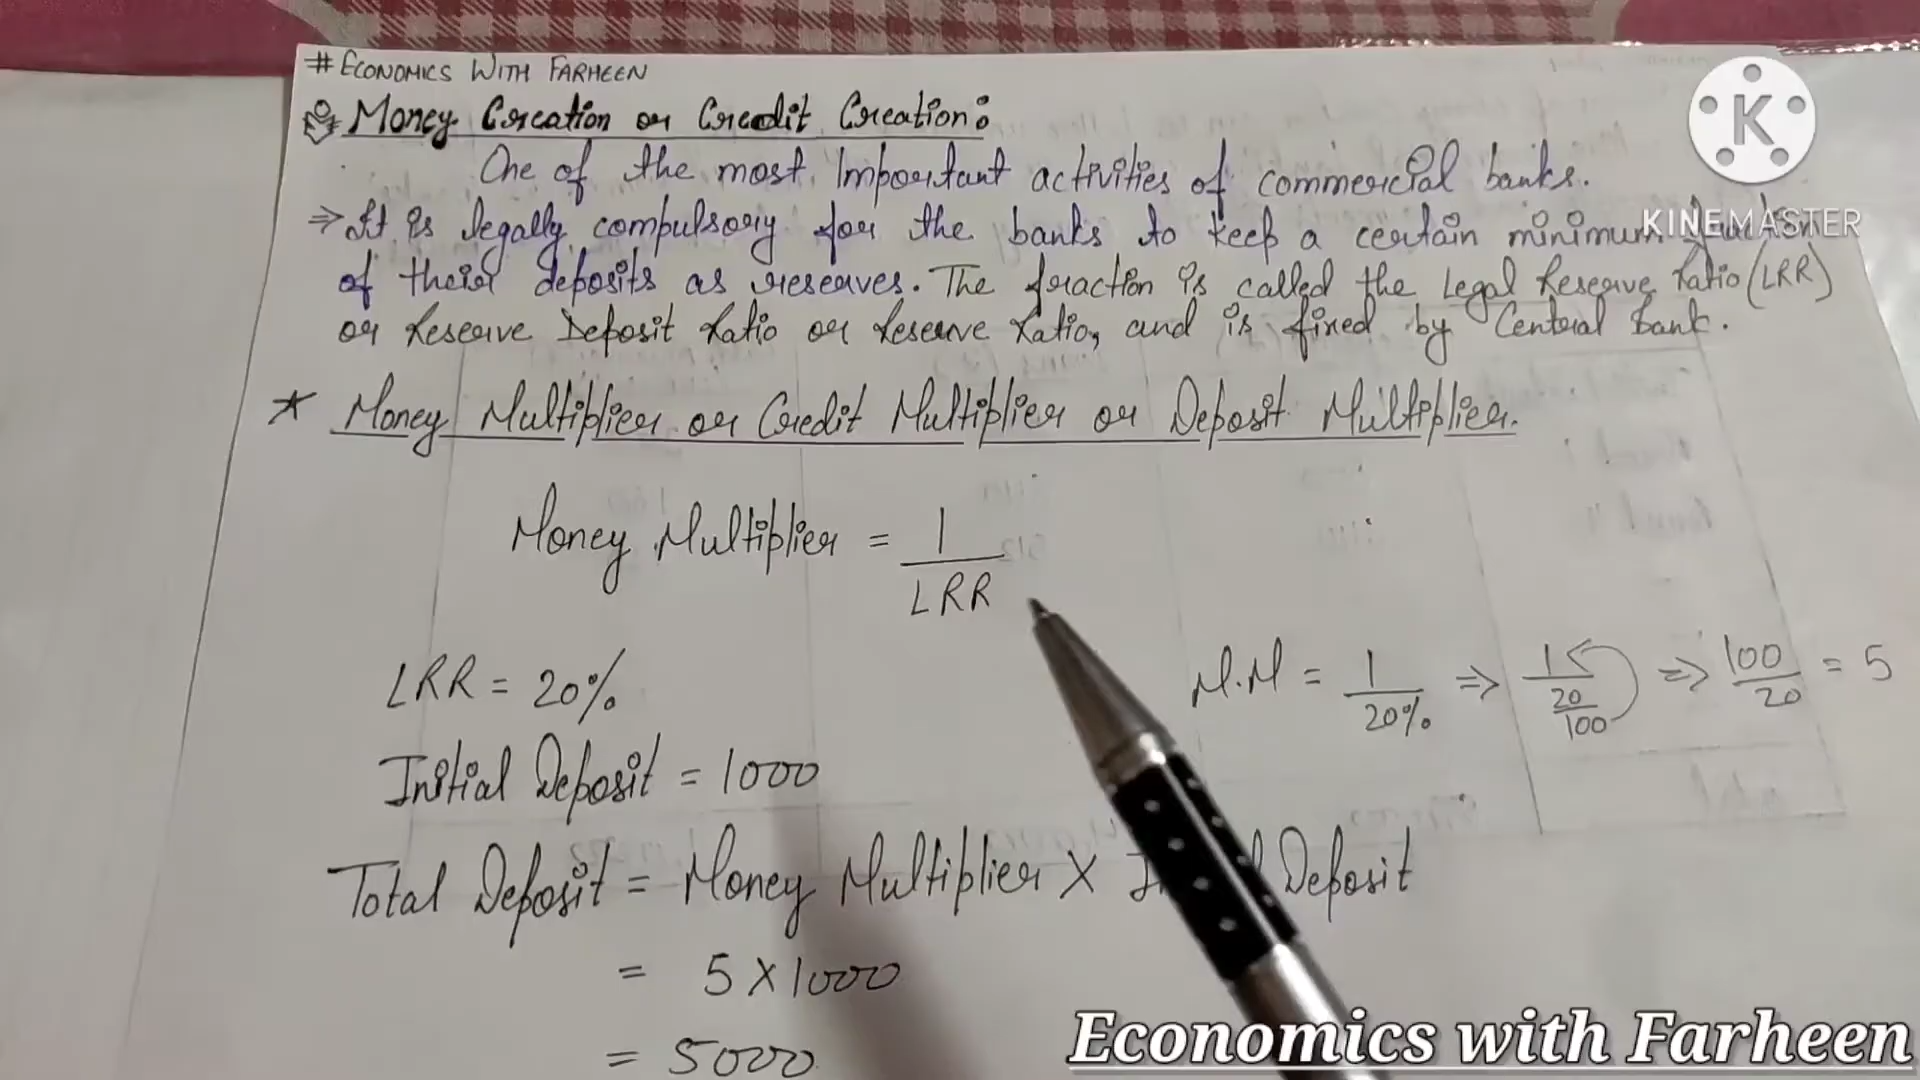 # ECONOMICS WITH FARHEEN
Money Creation or Credit Creation:
One of the most important activities of commercial banks.
⇒ It is legally compulsory for the banks to keep a certain minimum
of their deposits as reserves. The fraction is called the Legal Reserve Ratio (LRR)
or Reserve Deposit Ratio or Reserve Ratio, and is fixed by Central Bank.
* Money Multiplier or Credit Multiplier or Deposit Multiplier.
Money Multiplier = 1/LRR
LRR = 20%
M.M = 1/20% ⇒ 1/(20/100) ⇒ 100/20 = 5
Initial Deposit = 1000
Total Deposit = Money Multiplier X Deposit
= 5 X 1000
= 5000
K
KINEMASTER
Economics with Farheen